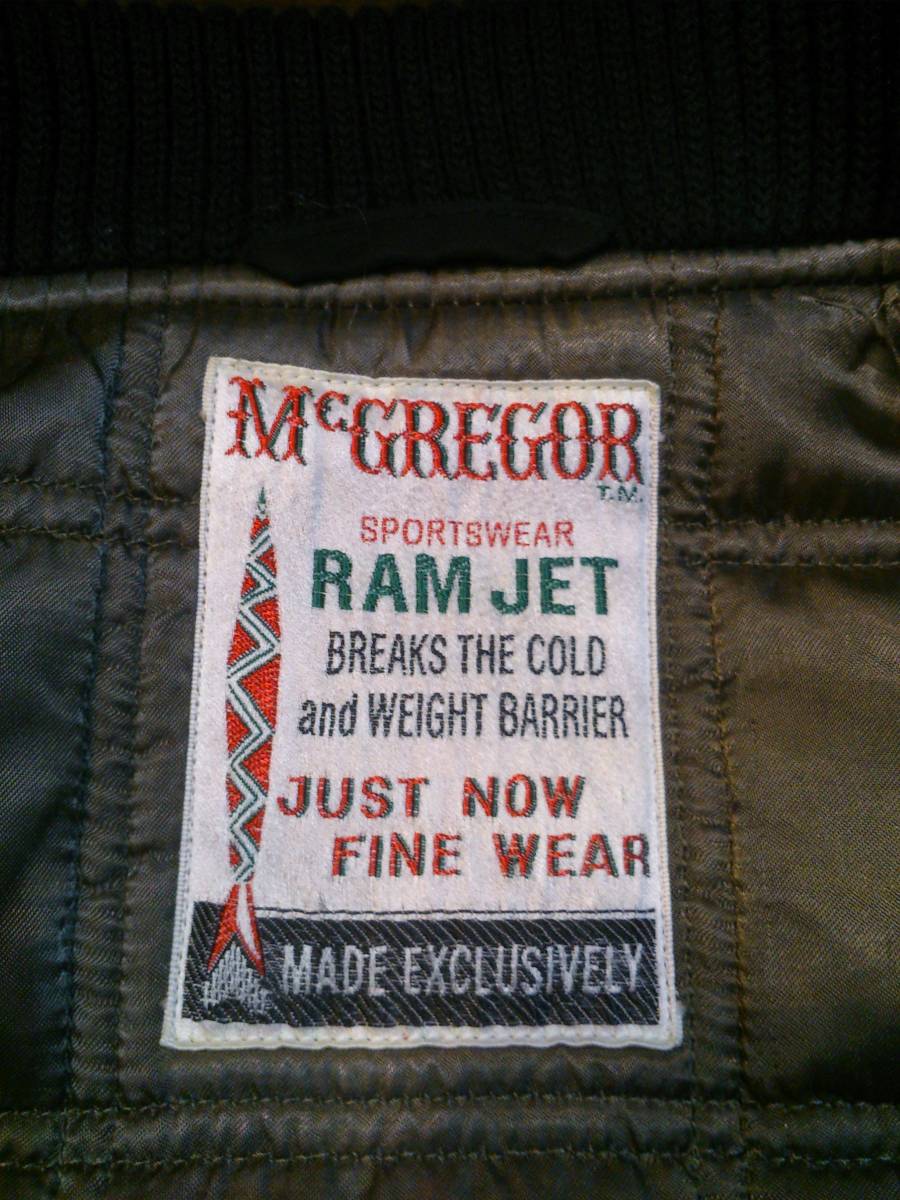 McGREGOR
T.M.
SPORTSWEAR
RAM JET
BREAKS THE COLD
and WEIGHT BARRIER
JUST NOW
FINE WEAR
MADE EXCLUSIVELY